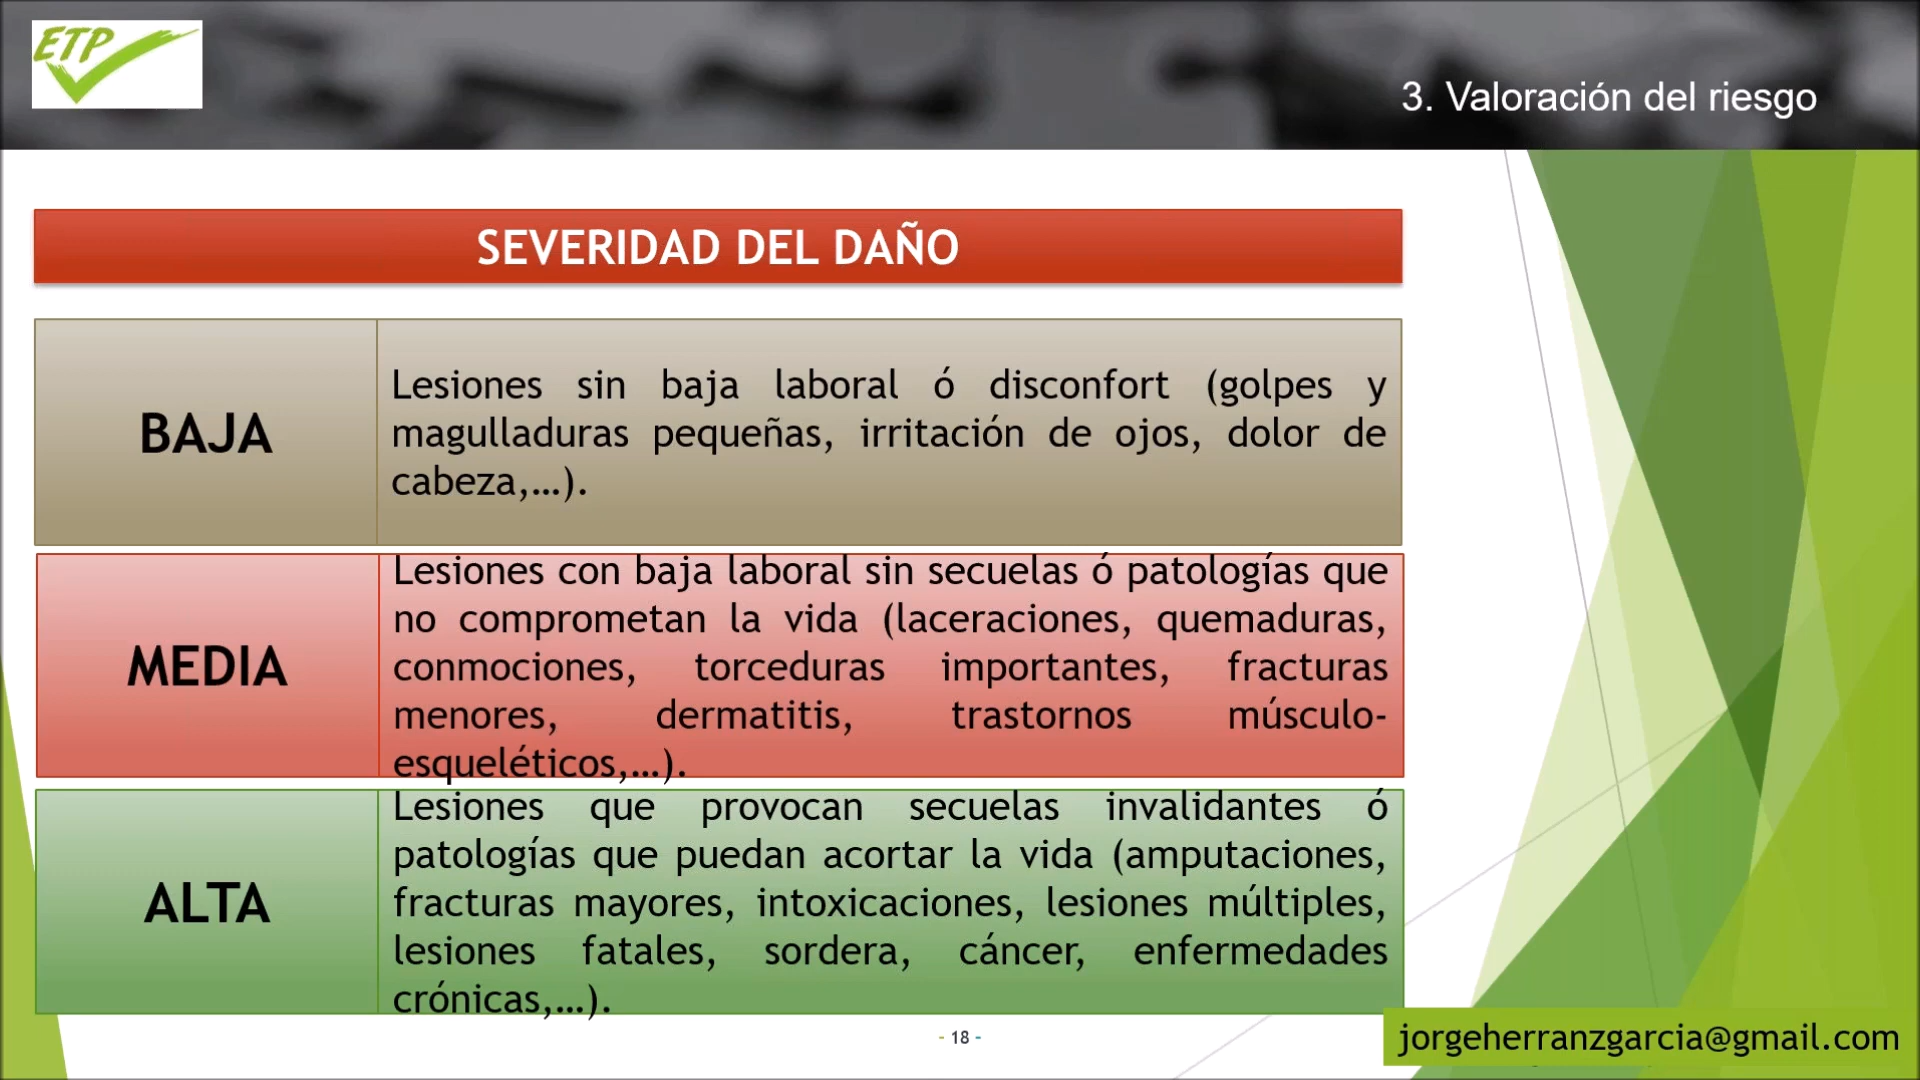 ETP
3. Valoración del riesgo
SEVERIDAD DEL DAÑO
BAJA
Lesiones sin baja laboral ó disconfort (golpes y
magulladuras pequeñas, irritación de ojos, dolor de
cabeza,...).
MEDIA
Lesiones con baja laboral sin secuelas ó patologías que
no comprometan la vida (laceraciones, quemaduras,
conmociones, torceduras importantes, fracturas
menores, dermatitis, trastornos músculo-
esqueléticos,...).
ALTA
Lesiones que provocan secuelas invalidantes ó
patologías que puedan acortar la vida (amputaciones,
fracturas mayores, intoxicaciones, lesiones múltiples,
lesiones fatales, sordera, cáncer, enfermedades
crónicas,...).
- 18 -
jorgeherranzgarcia@gmail.com